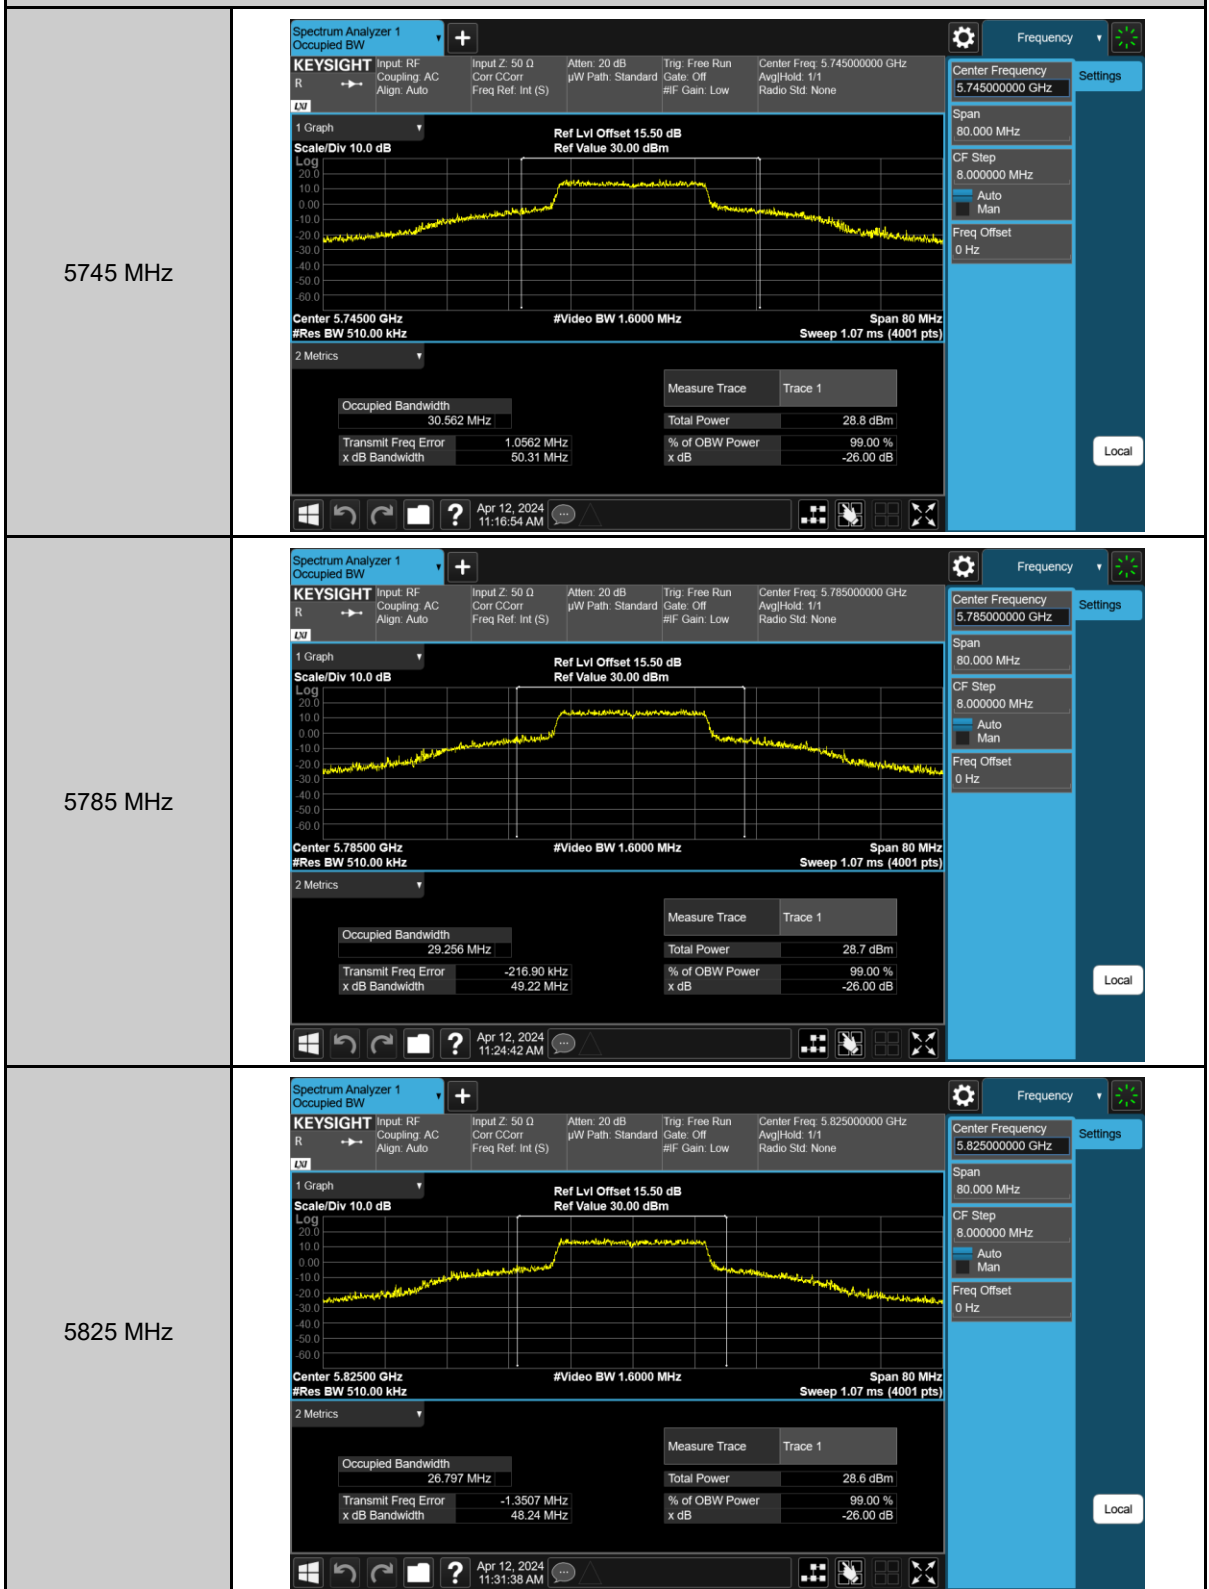 5745 MHz
Spectrum Analyzer 1
Occupied BW
Frequency
KEYSIGHT
R
LXI
Input: RF
Coupling: AC
Align: Auto
Input Z: 50 Ω
Corr CCorr
Freq Ref: Int (S)
Atten: 20 dB
µW Path: Standard
Trig: Free Run
Gate: Off
#IF Gain: Low
Center Freq: 5.745000000 GHz
Avg|Hold: 1/1
Radio Std: None
Center Frequency
5.745000000 GHz
Settings
Span
80.000 MHz
CF Step
8.000000 MHz
Auto
Man
Freq Offset
0 Hz
Local
1 Graph
Scale/Div 10.0 dB
Ref Lvl Offset 15.50 dB
Ref Value 30.00 dBm
Log
20.0
10.0
0.00
-10.0
-20.0
-30.0
-40.0
-50.0
-60.0
Center 5.74500 GHz
#Video BW 1.6000 MHz
Span 80 MHz
#Res BW 510.00 kHz
Sweep 1.07 ms (4001 pts)
2 Metrics
Measure Trace Trace 1
Occupied Bandwidth
30.562 MHz
Total Power 28.8 dBm
Transmit Freq Error 1.0562 MHz
% of OBW Power 99.00 %
x dB Bandwidth 50.31 MHz
x dB -26.00 dB
?
Apr 12, 2024
11:16:54 AM
5785 MHz
Spectrum Analyzer 1
Occupied BW
Frequency
KEYSIGHT
R
LXI
Input: RF
Coupling: AC
Align: Auto
Input Z: 50 Ω
Corr CCorr
Freq Ref: Int (S)
Atten: 20 dB
µW Path: Standard
Trig: Free Run
Gate: Off
#IF Gain: Low
Center Freq: 5.785000000 GHz
Avg|Hold: 1/1
Radio Std: None
Center Frequency
5.785000000 GHz
Settings
Span
80.000 MHz
CF Step
8.000000 MHz
Auto
Man
Freq Offset
0 Hz
Local
1 Graph
Scale/Div 10.0 dB
Ref Lvl Offset 15.50 dB
Ref Value 30.00 dBm
Log
20.0
10.0
0.00
-10.0
-20.0
-30.0
-40.0
-50.0
-60.0
Center 5.78500 GHz
#Video BW 1.6000 MHz
Span 80 MHz
#Res BW 510.00 kHz
Sweep 1.07 ms (4001 pts)
2 Metrics
Measure Trace Trace 1
Occupied Bandwidth
29.256 MHz
Total Power 28.7 dBm
Transmit Freq Error -216.90 kHz
% of OBW Power 99.00 %
x dB Bandwidth 49.22 MHz
x dB -26.00 dB
?
Apr 12, 2024
11:24:42 AM
5825 MHz
Spectrum Analyzer 1
Occupied BW
Frequency
KEYSIGHT
R
LXI
Input: RF
Coupling: AC
Align: Auto
Input Z: 50 Ω
Corr CCorr
Freq Ref: Int (S)
Atten: 20 dB
µW Path: Standard
Trig: Free Run
Gate: Off
#IF Gain: Low
Center Freq: 5.825000000 GHz
Avg|Hold: 1/1
Radio Std: None
Center Frequency
5.825000000 GHz
Settings
Span
80.000 MHz
CF Step
8.000000 MHz
Auto
Man
Freq Offset
0 Hz
Local
1 Graph
Scale/Div 10.0 dB
Ref Lvl Offset 15.50 dB
Ref Value 30.00 dBm
Log
20.0
10.0
0.00
-10.0
-20.0
-30.0
-40.0
-50.0
-60.0
Center 5.82500 GHz
#Video BW 1.6000 MHz
Span 80 MHz
#Res BW 510.00 kHz
Sweep 1.07 ms (4001 pts)
2 Metrics
Measure Trace Trace 1
Occupied Bandwidth
26.797 MHz
Total Power 28.6 dBm
Transmit Freq Error -1.3507 MHz
% of OBW Power 99.00 %
x dB Bandwidth 48.24 MHz
x dB -26.00 dB
?
Apr 12, 2024
11:31:38 AM